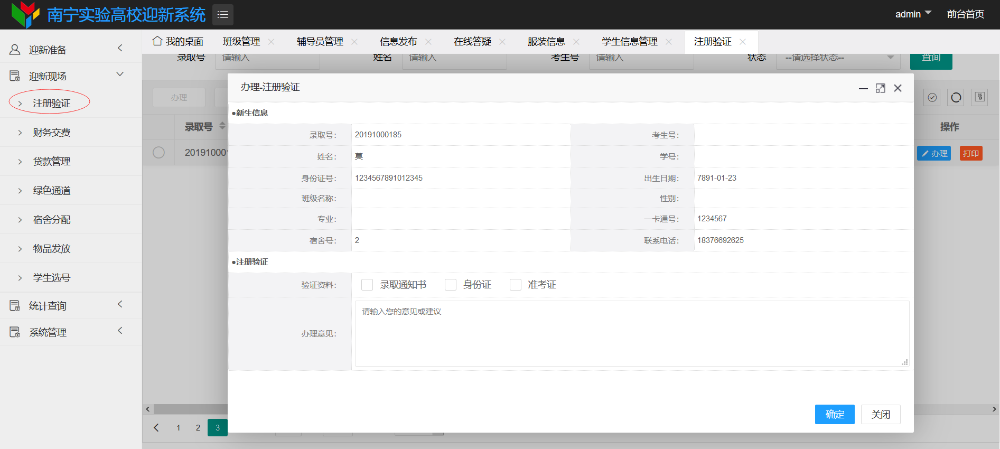 南宁实验高校迎新系统
admin
前台首页
迎新准备
迎新现场
注册验证
财务交费
贷款管理
绿色通道
宿舍分配
物品发放
学生选号
统计查询
系统管理
我的桌面 班级管理 辅导员管理 信息发布 在线答疑 服装信息 学生信息管理 注册验证
录取号 请输入 姓名 请输入 考生号 请输入 状态 --请选择状态-- 查询
办理
录取号 操作
201910001 办理 打印
办理-注册验证
●新生信息
录取号: 20191000185 考生号:
姓名: 莫 学号:
身份证号: 1234567891012345 出生日期: 7891-01-23
班级名称: 性别:
专业: 一卡通号: 1234567
宿舍号: 2 联系电话: 18376692625
●注册验证
验证资料: 录取通知书 身份证 准考证
办理意见: 请输入您的意见或建议
确定 关闭
1 2 3